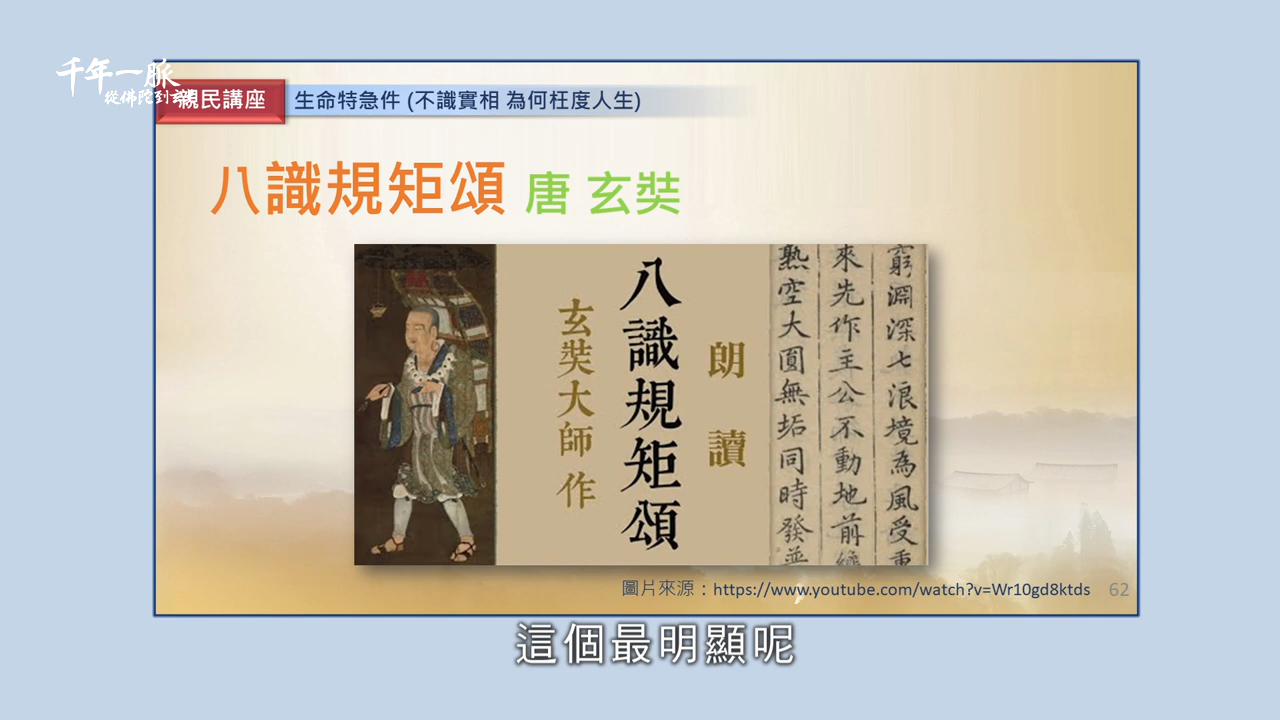 千年一脈
從佛陀到
親民講座
生命特急件 (不識實相 為何枉度人生)
八識規矩頌 唐 玄奘
窮淵深七浪境為風受
來先作主公不動地前
熟空大圓無垢同時發普
朗讀
八識規矩頌
玄奘大師 作
圖片來源：https://www.youtube.com/watch?v=Wr10gd8ktds
62
這個最明顯呢